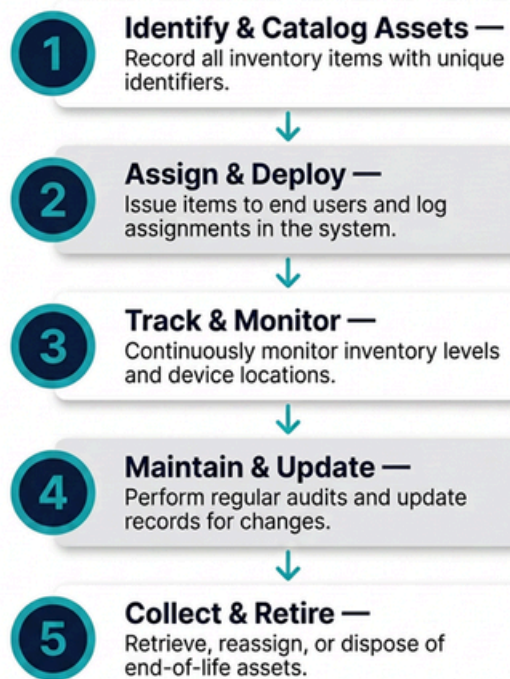 1
Identify & Catalog Assets —
Record all inventory items with unique
identifiers.
2
Assign & Deploy —
Issue items to end users and log
assignments in the system.
3
Track & Monitor —
Continuously monitor inventory levels
and device locations.
4
Maintain & Update —
Perform regular audits and update
records for changes.
5
Collect & Retire —
Retrieve, reassign, or dispose of
end-of-life assets.